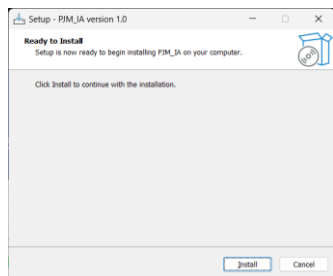 Setup - PJM_IA version 1.0
Ready to Install
Setup is now ready to begin installing PJM_IA on your computer.
Click Install to continue with the installation.
Install
Cancel